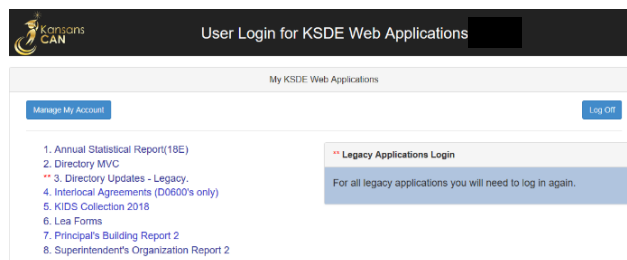 Kansans
CAN
User Login for KSDE Web Applications
My KSDE Web Applications
Manage My Account
Log Off
1. Annual Statistical Report(18E)
2. Directory MVC
** 3. Directory Updates - Legacy.
4. Interlocal Agreements (D0600's only)
5. KIDS Collection 2018
6. Lea Forms
7. Principal's Building Report 2
8. Superintendent's Organization Report 2
** Legacy Applications Login
For all legacy applications you will need to log in again.